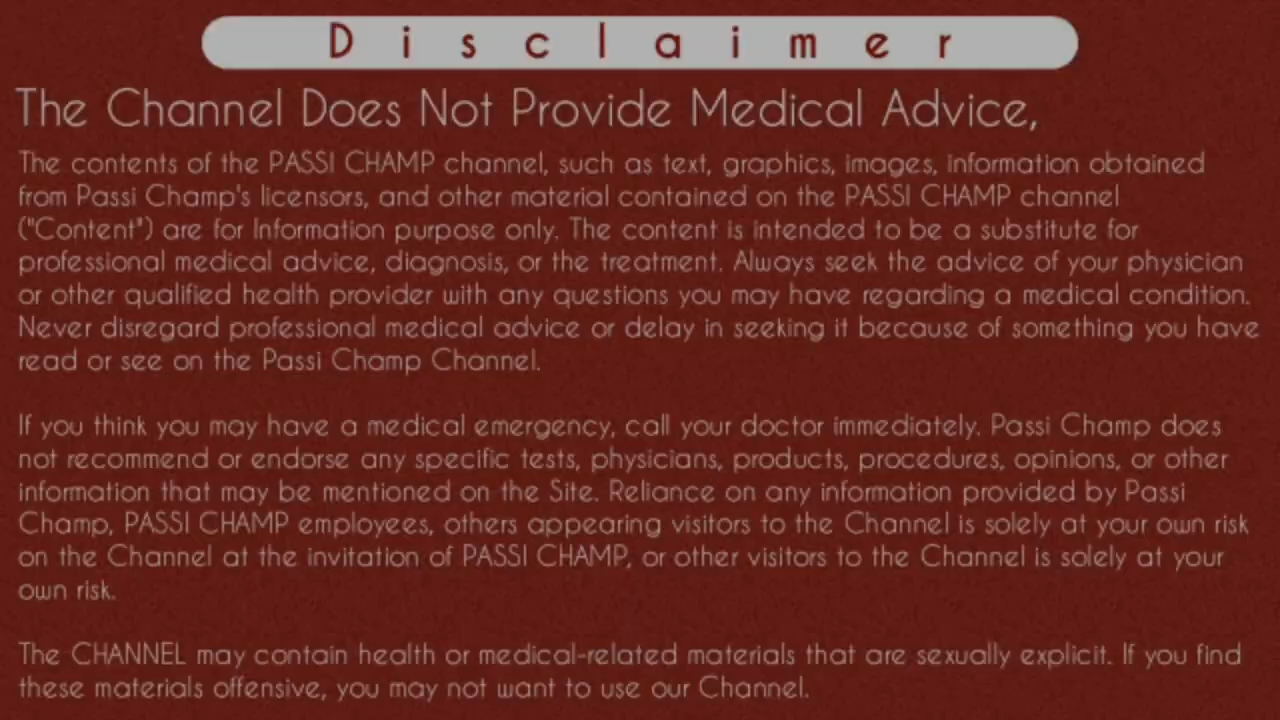 Disclaimer
The Channel Does Not Provide Medical Advice,
The contents of the PASSI CHAMP channel, such as text, graphics, images, information obtained
from Passi Champ's licensors, and other material contained on the PASSI CHAMP channel
("Content") are for Information purpose only. The content is intended to be a substitute for
professional medical advice, diagnosis, or the treatment. Always seek the advice of your physician
or other qualified health provider with any questions you may have regarding a medical condition.
Never disregard professional medical advice or delay in seeking it because of something you have
read or see on the Passi Champ Channel.
If you think you may have a medical emergency, call your doctor immediately. Passi Champ does
not recommend or endorse any specific tests, physicians, products, procedures, opinions, or other
information that may be mentioned on the Site. Reliance on any information provided by Passi
Champ, PASSI CHAMP employees, others appearing visitors to the Channel is solely at your own risk
on the Channel at the invitation of PASSI CHAMP, or other visitors to the Channel is solely at your
own risk.
The CHANNEL may contain health or medical-related materials that are sexually explicit. If you find
these materials offensive, you may not want to use our Channel.